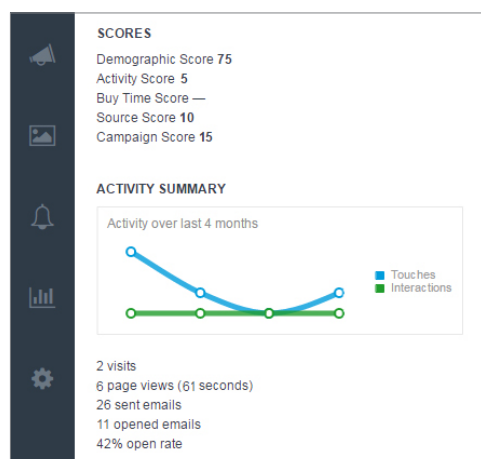 SCORES
Demographic Score 75
Activity Score 5
Buy Time Score —
Source Score 10
Campaign Score 15
ACTIVITY SUMMARY
Activity over last 4 months
Touches
Interactions
2 visits
6 page views (61 seconds)
26 sent emails
11 opened emails
42% open rate